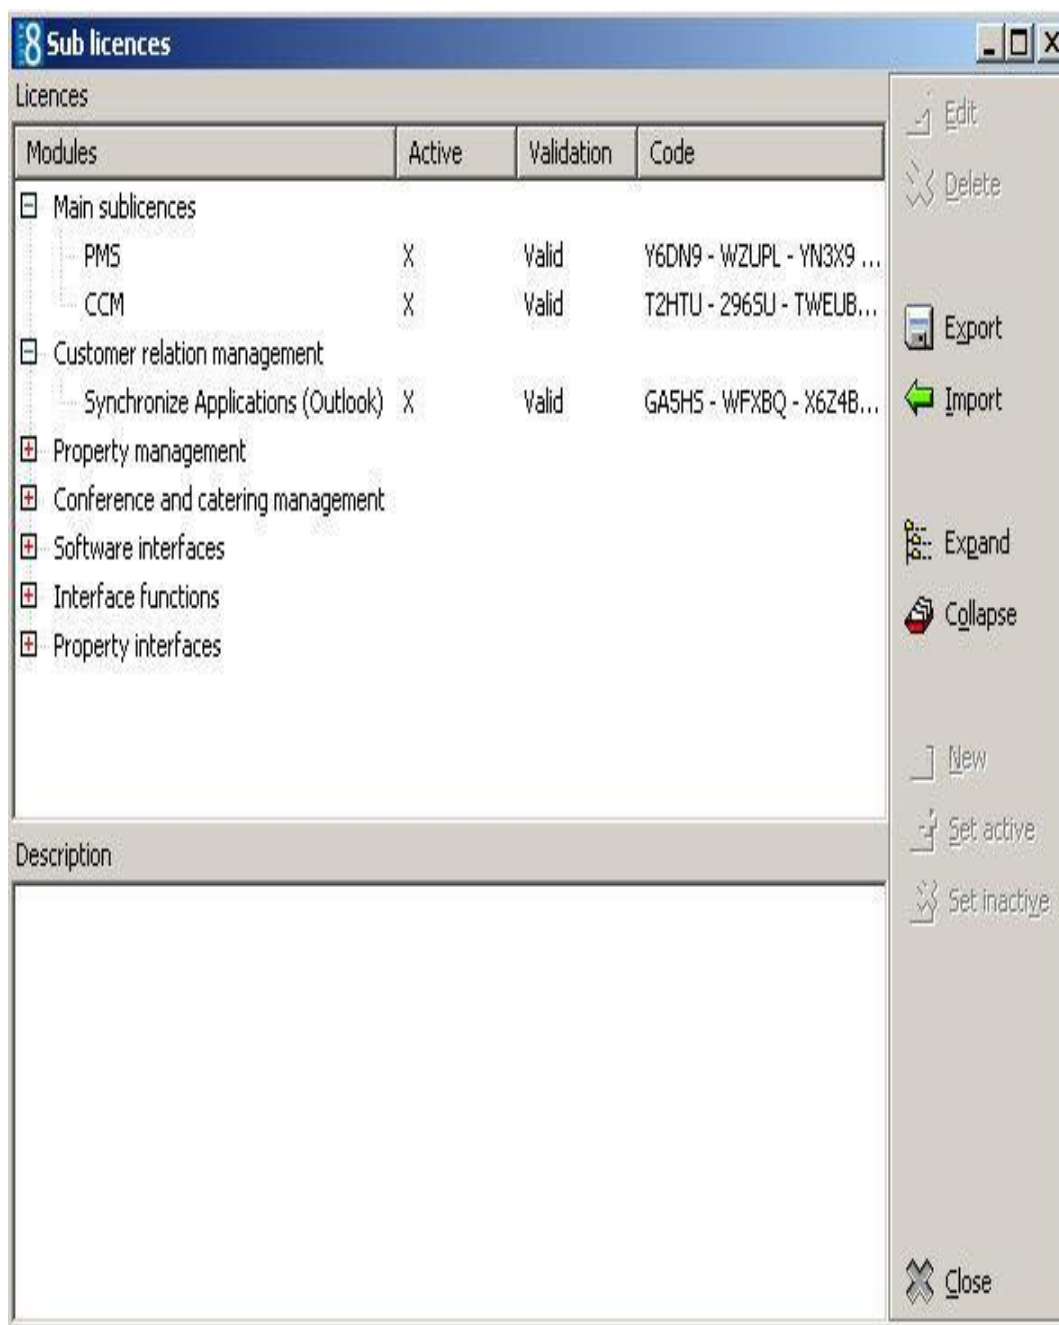 8 Sub licences
Licences
Modules Active Validation Code
Main sublicences
PMS X Valid Y6DN9 - WZUPL - YN3X9 ...
CCM X Valid T2HTU - 296SU - TWEUB...
Customer relation management
Synchronize Applications (Outlook) X Valid GA5HS - WFXBQ - X6Z4B...
Property management
Conference and catering management
Software interfaces
Interface functions
Property interfaces
Description
Edit
Delete
Export
Import
Expand
Collapse
New
Set active
Set inactive
Close